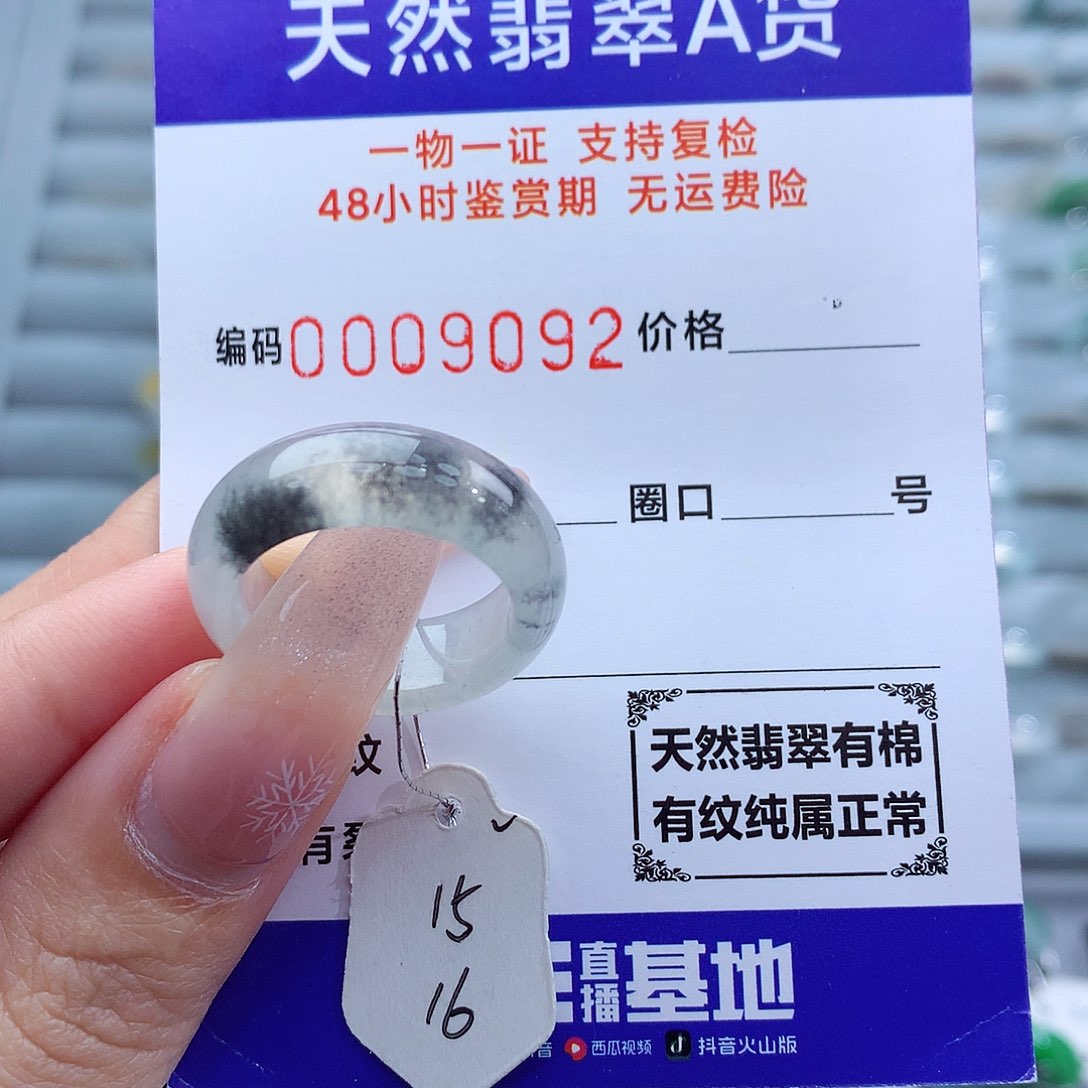 天然翡翠A货
一物一证 支持复检
48小时鉴赏期 无运费险
编码0009092 价格
圈口 号
纹
天然翡翠有棉
有纹纯属正常
有裂
15
16
直播基地
音 西瓜视频 抖音火山版